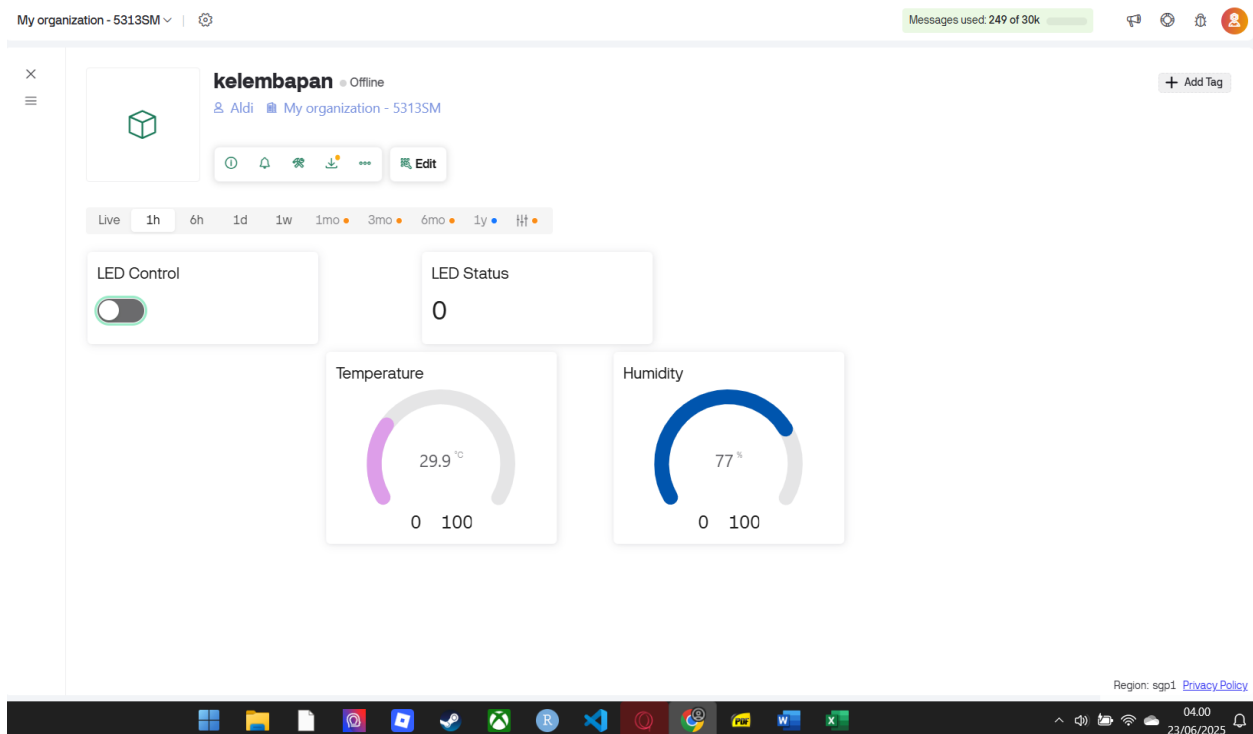 My organization - 5313SM
Messages used: 249 of 30k
kelembapan Offline
Aldi My organization - 5313SM
Add Tag
Edit
Live 1h 6h 1d 1w 1mo 3mo 6mo 1y
LED Control
LED Status
0
Temperature
29.9 °C
0 100
Humidity
77 %
0 100
Region: sgp1 Privacy Policy
R PDF W X
04.00
23/06/2025